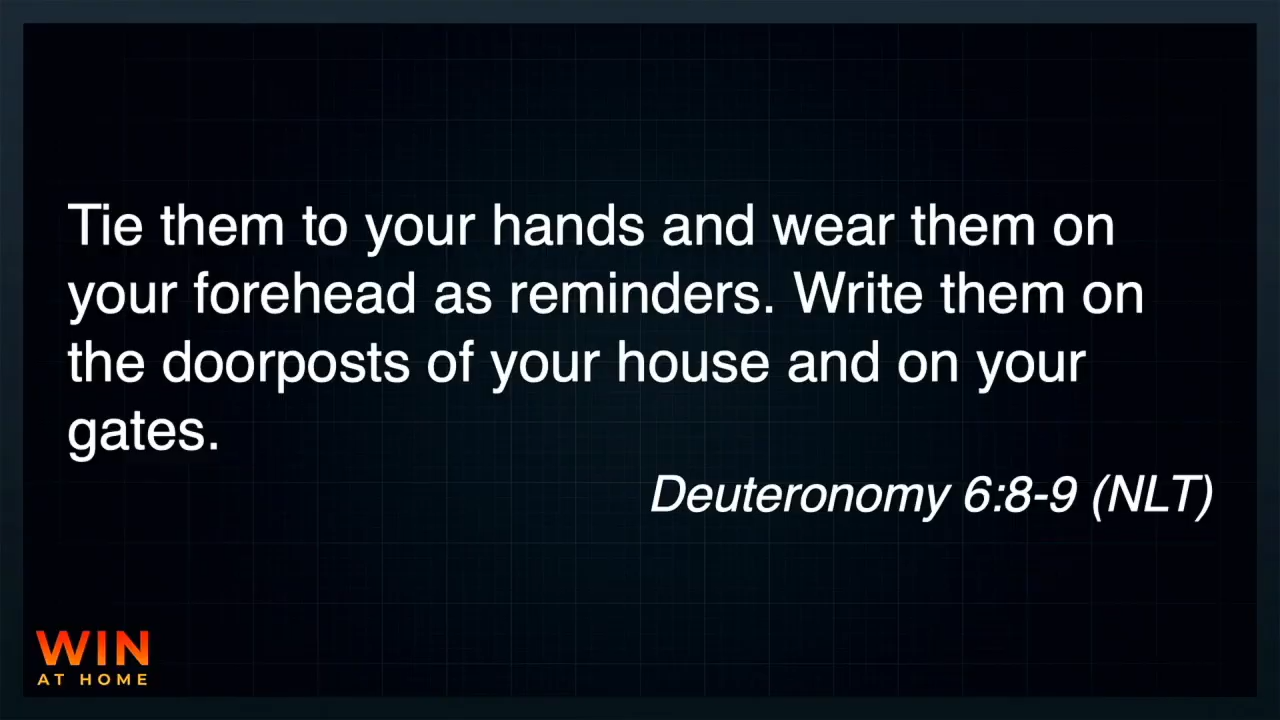 Tie them to your hands and wear them on
your forehead as reminders. Write them on
the doorposts of your house and on your
gates.
Deuteronomy 6:8-9 (NLT)
WIN
AT HOME